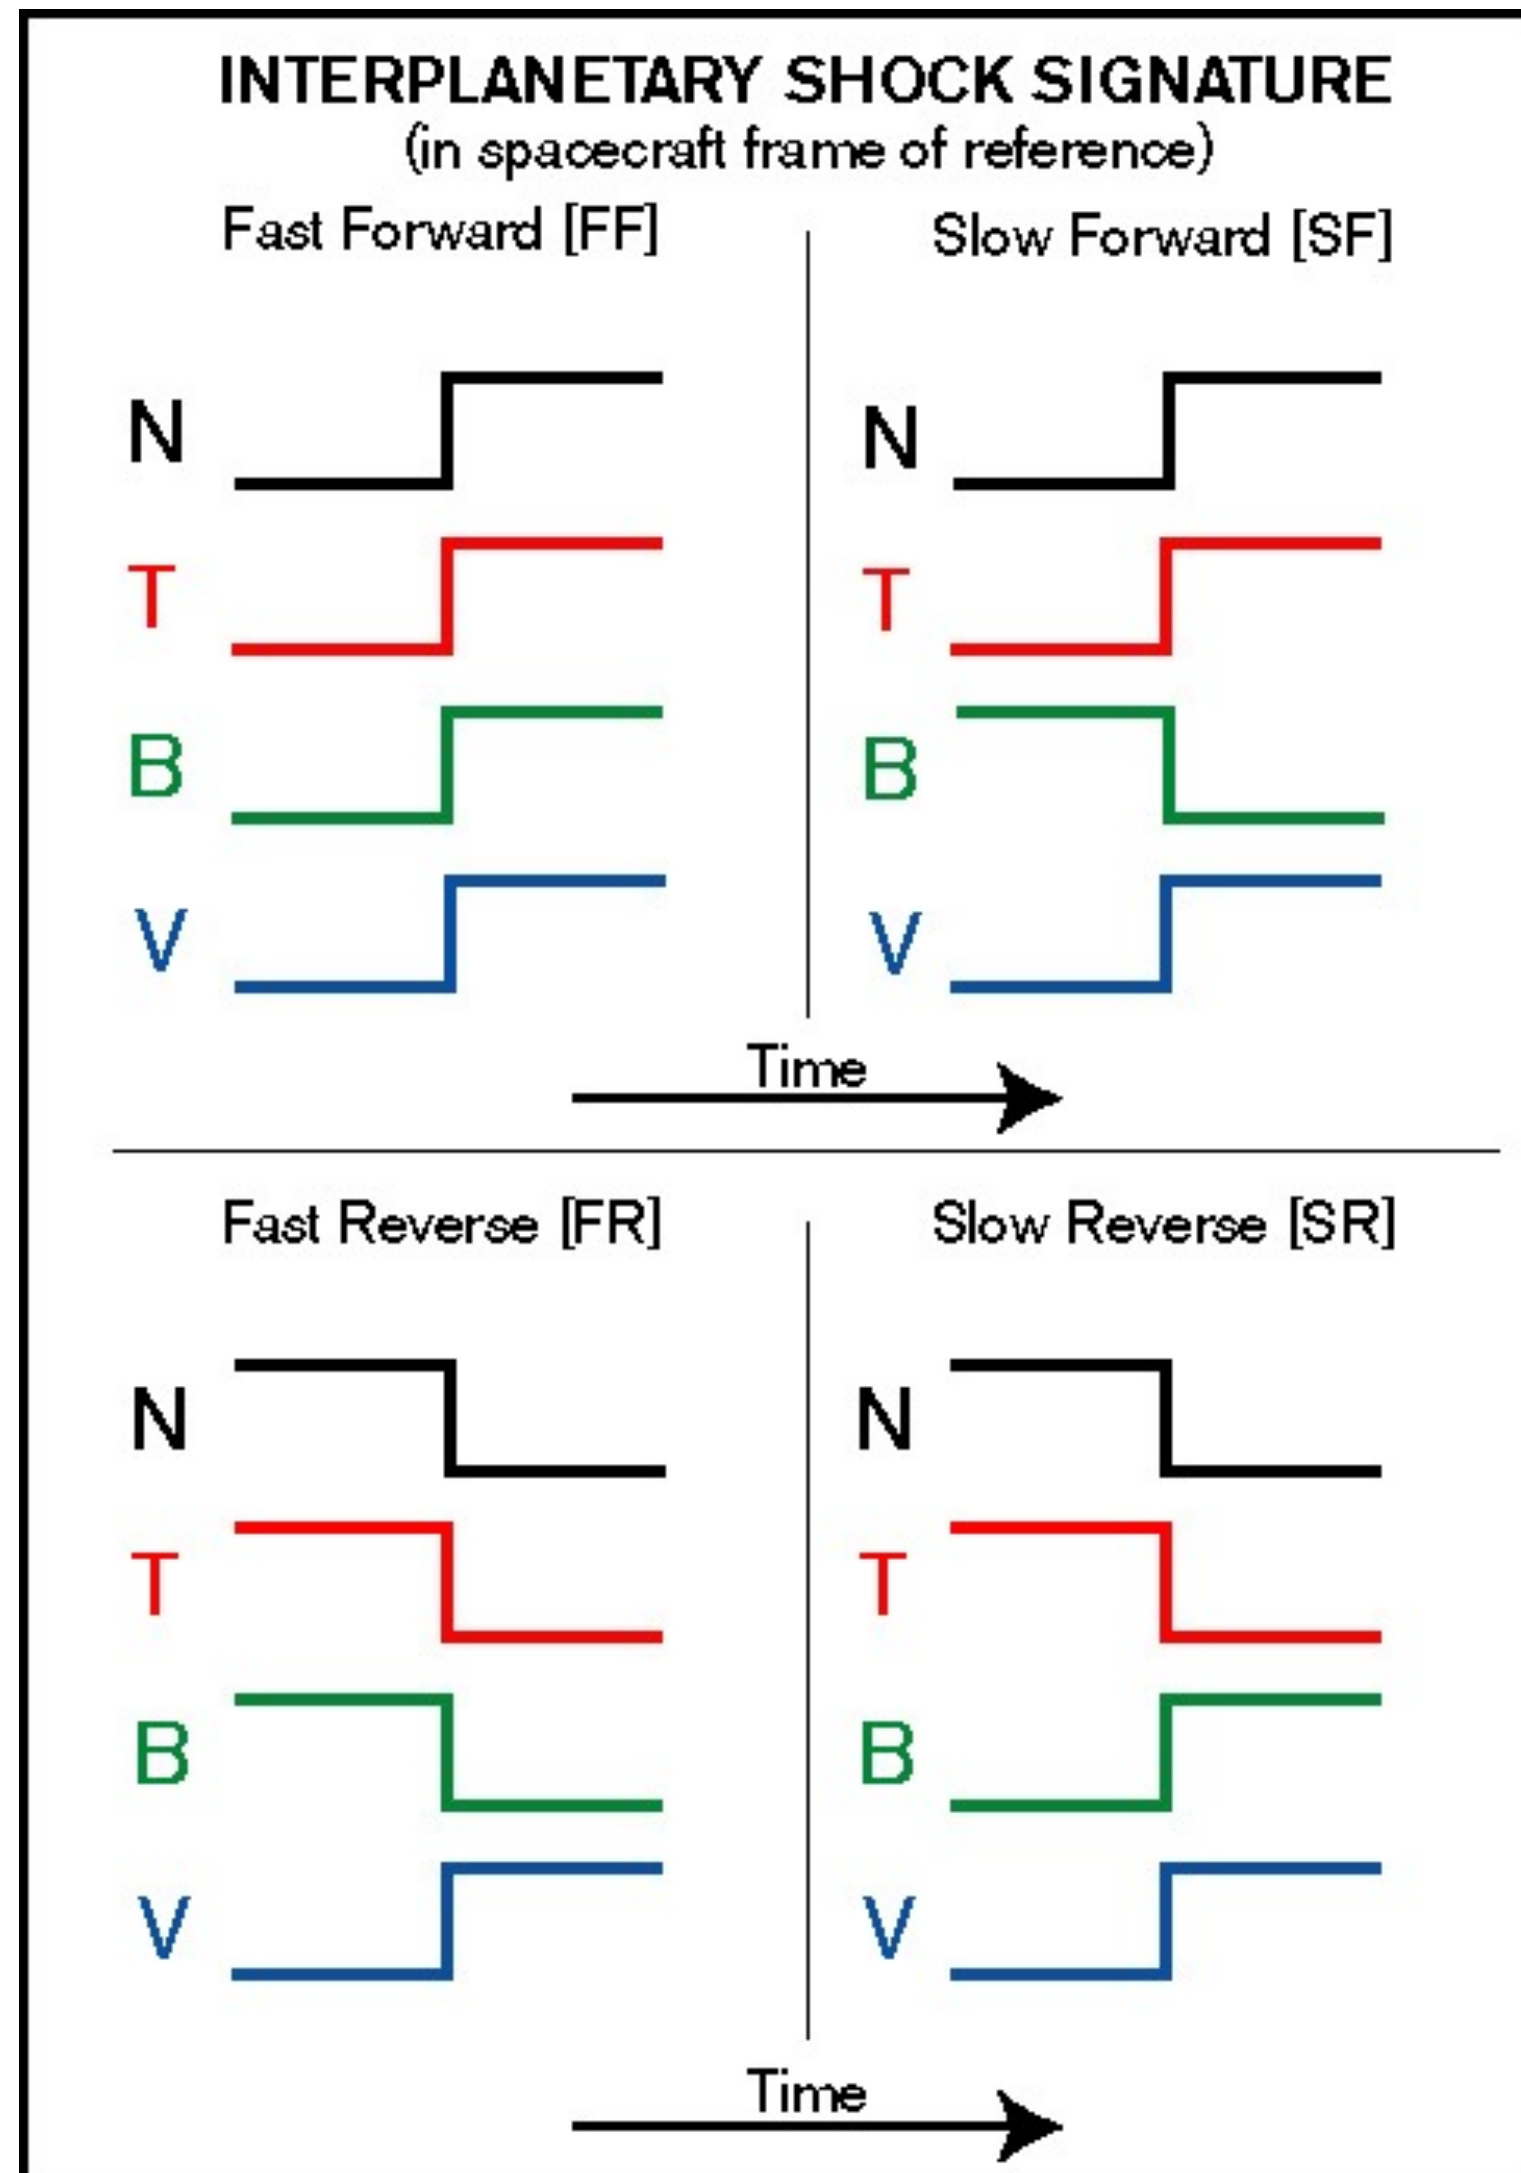 INTERPLANETARY SHOCK SIGNATURE
(in spacecraft frame of reference)
Fast Forward [FF]
N
T
B
V
Slow Forward [SF]
N
T
B
V
Time
Fast Reverse [FR]
N
T
B
V
Slow Reverse [SR]
N
T
B
V
Time